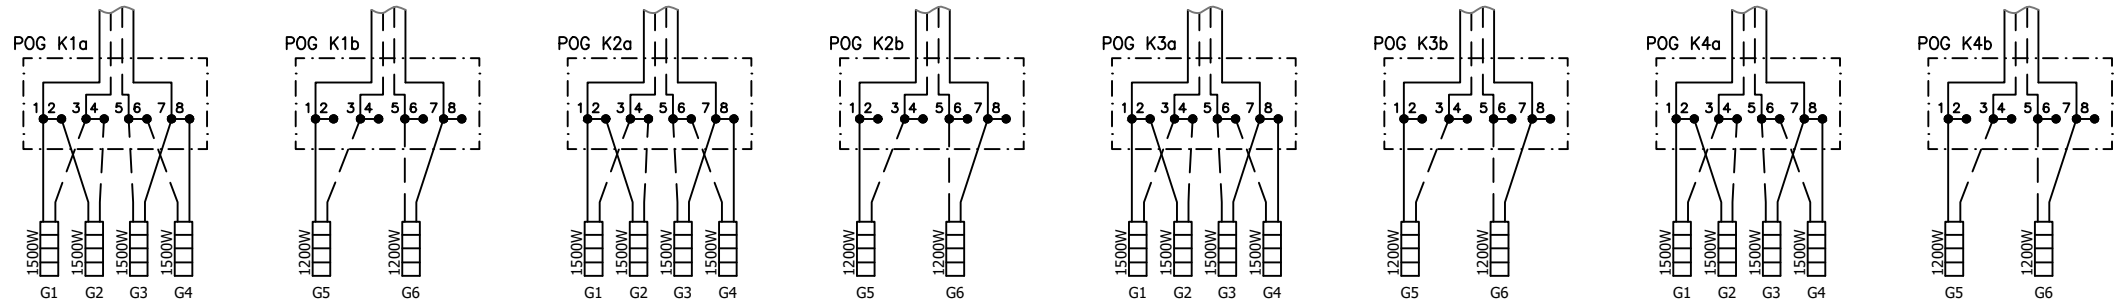 POG K1a POG K1b POG K2a POG K2b POG K3a POG K3b POG K4a POG K4b
1 2 3 4 5 6 7 8 1 2 3 4 5 6 7 8 1 2 3 4 5 6 7 8 1 2 3 4 5 6 7 8 1 2 3 4 5 6 7 8 1 2 3 4 5 6 7 8 1 2 3 4 5 6 7 8 1 2 3 4 5 6 7 8
1500W 1500W 1500W 1500W 1200W 1200W 1500W 1500W 1500W 1500W 1200W 1200W 1500W 1500W 1500W 1500W 1200W 1200W 1500W 1500W 1500W 1500W 1200W 1200W
G1 G2 G3 G4 G5 G6 G1 G2 G3 G4 G5 G6 G1 G2 G3 G4 G5 G6 G1 G2 G3 G4 G5 G6